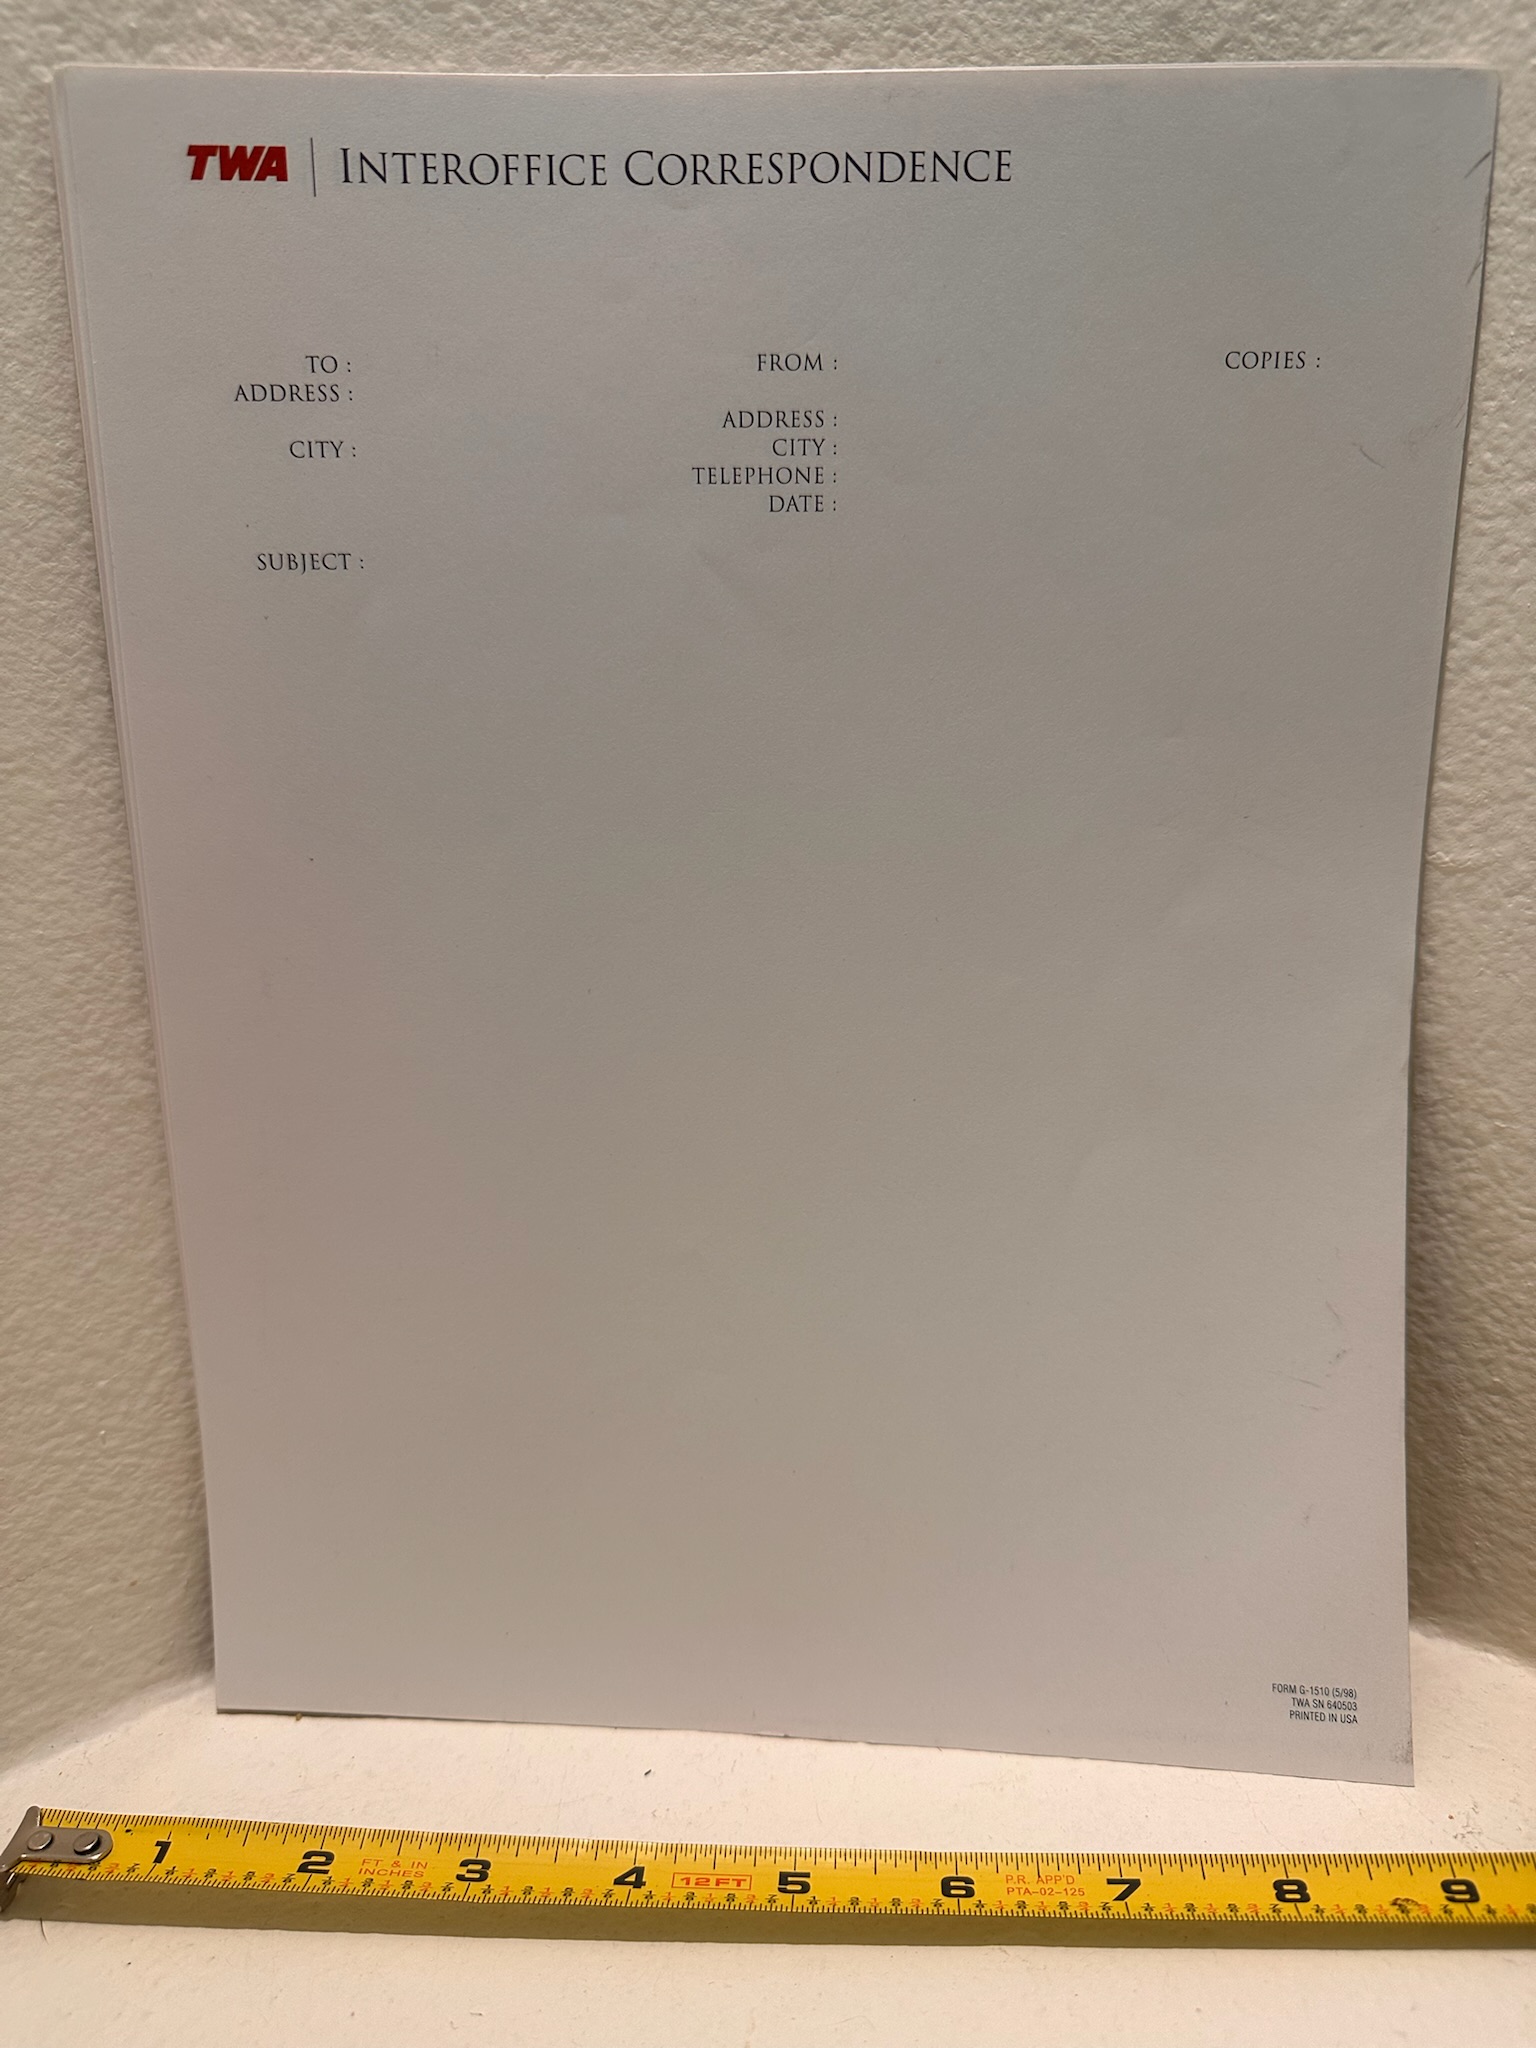 TWA | INTEROFFICE CORRESPONDENCE
TO : FROM : COPIES :
ADDRESS :
ADDRESS :
CITY : CITY :
TELEPHONE :
DATE :
SUBJECT :
FORM G-1510 (5/98)
TWA SN 640503
PRINTED IN USA
1 2 FT & IN INCHES 3 4 12FT 5 6 P.R. APP'D PTA-02-125 7 8 9